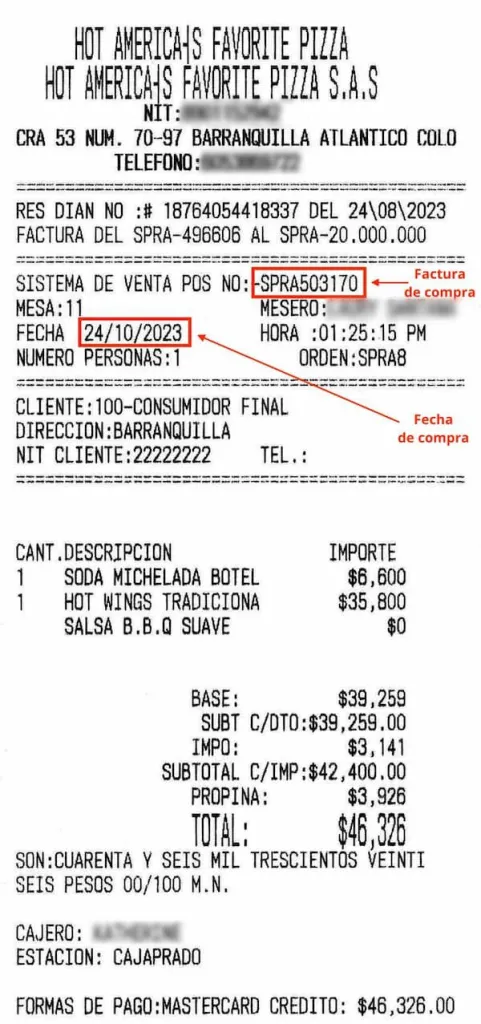 HOT AMERICA¦S FAVORITE PIZZA
HOT AMERICA¦S FAVORITE PIZZA S.A.S
NIT:
CRA 53 NUM. 70-97 BARRANQUILLA ATLANTICO COLO
TELEFONO:
RES DIAN NO :# 18764054418337 DEL 24\08\2023
FACTURA DEL SPRA-496606 AL SPRA-20.000.000
SISTEMA DE VENTA POS NO:-SPRA503170
Factura de compra
MESA:11 MESERO:
FECHA 24/10/2023 HORA :01:25:15 PM
NUMERO PERSONAS:1 ORDEN:SPRA8
CLIENTE:100-CONSUMIDOR FINAL
Fecha de compra
DIRECCION:BARRANQUILLA
NIT CLIENTE:22222222 TEL.:
CANT.DESCRIPCION IMPORTE
1 SODA MICHELADA BOTEL $6,600
1 HOT WINGS TRADICIONA $35,800
SALSA B.B.Q SUAVE $0
BASE: $39,259
SUBT C/DTO:$39,259.00
IMPO: $3,141
SUBTOTAL C/IMP:$42,400.00
PROPINA: $3,926
TOTAL: $46,326
SON:CUARENTA Y SEIS MIL TRESCIENTOS VEINTI
SEIS PESOS 00/100 M.N.
CAJERO:
ESTACION: CAJAPRADO
FORMAS DE PAGO:MASTERCARD CREDITO: $46,326.00